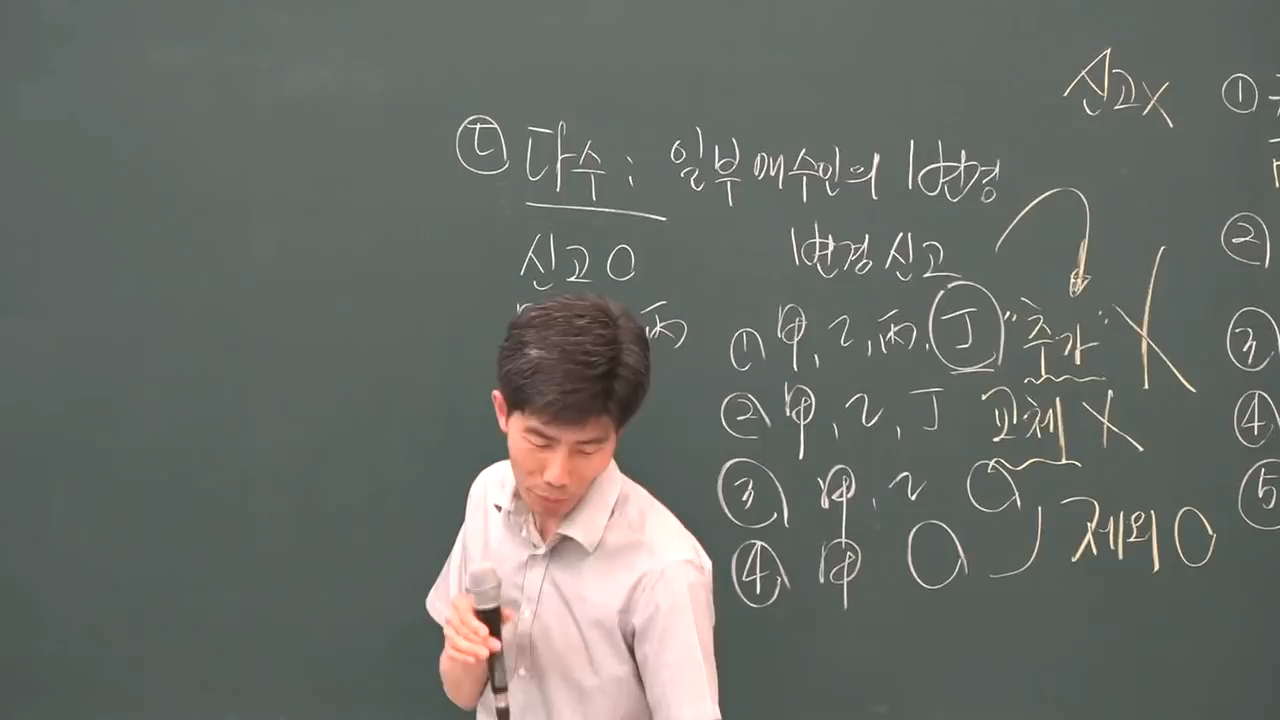 신고X
ⓣ 다수 : 일부 매수인의 변경
신고 O
변경신고
丙
① 甲, 乙, 丙, 丁 "추가" X
② 甲, 乙, 丁 교체 X
③ 甲, 乙 O
④ 甲 O
제외 O
①
②
③
④
⑤